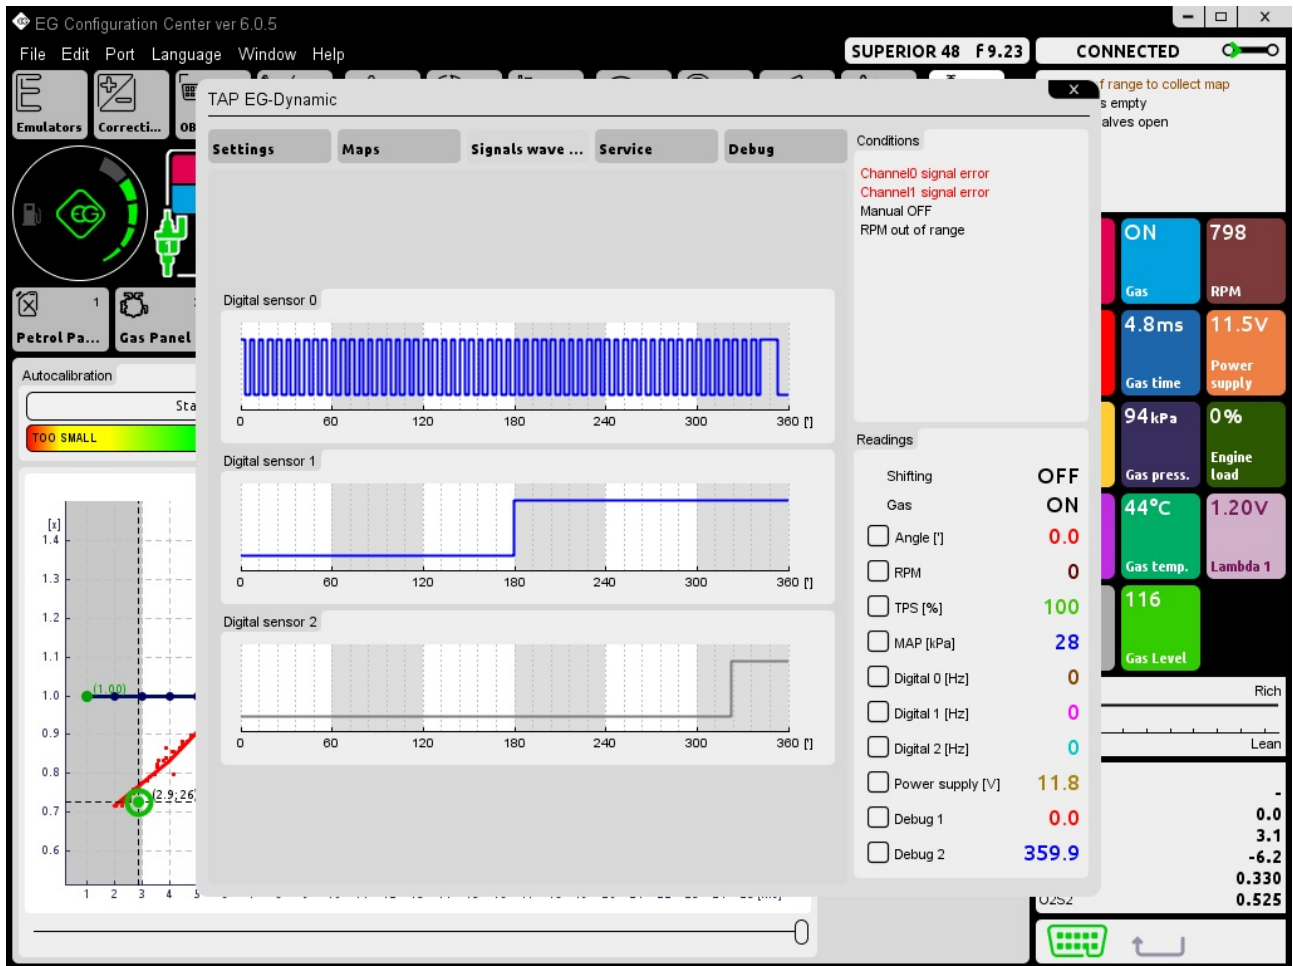 EG Configuration Center ver 6.0.5
File Edit Port Language Window Help
SUPERIOR 48 F 9.23
CONNECTED
Emulators
Correcti...
OB
TAP EG-Dynamic
X
f range to collect map
s empty
alves open
Settings
Maps
Signals wave ...
Service
Debug
EG
1
1
Petrol Pa...
Gas Panel
Autocalibration
Sta
TOO SMALL
Digital sensor 0
0 60 120 180 240 300 360 [']
Digital sensor 1
0 60 120 180 240 300 360 [']
Digital sensor 2
0 60 120 180 240 300 360 [']
Conditions
Channel0 signal error
Channel1 signal error
Manual OFF
RPM out of range
Readings
Shifting OFF
Gas ON
Angle ['] 0.0
RPM 0
TPS [%] 100
MAP [kPa] 28
Digital 0 [Hz] 0
Digital 1 [Hz] 0
Digital 2 [Hz] 0
Power supply [V] 11.8
Debug 1 0.0
Debug 2 359.9
ON
Gas
798
RPM
4.8ms
Gas time
11.5V
Power
supply
94kPa
Gas press.
0%
Engine
load
44°C
Gas temp.
1.20V
Lambda 1
116
Gas Level
Rich
Lean
-
0.0
3.1
-6.2
0.330
O2S2 0.525
[x]
1.4
1.3
1.2
1.1
1.0
(1.00)
0.9
0.8
(2.9;26
0.7
0.6
1 2 3 4 5